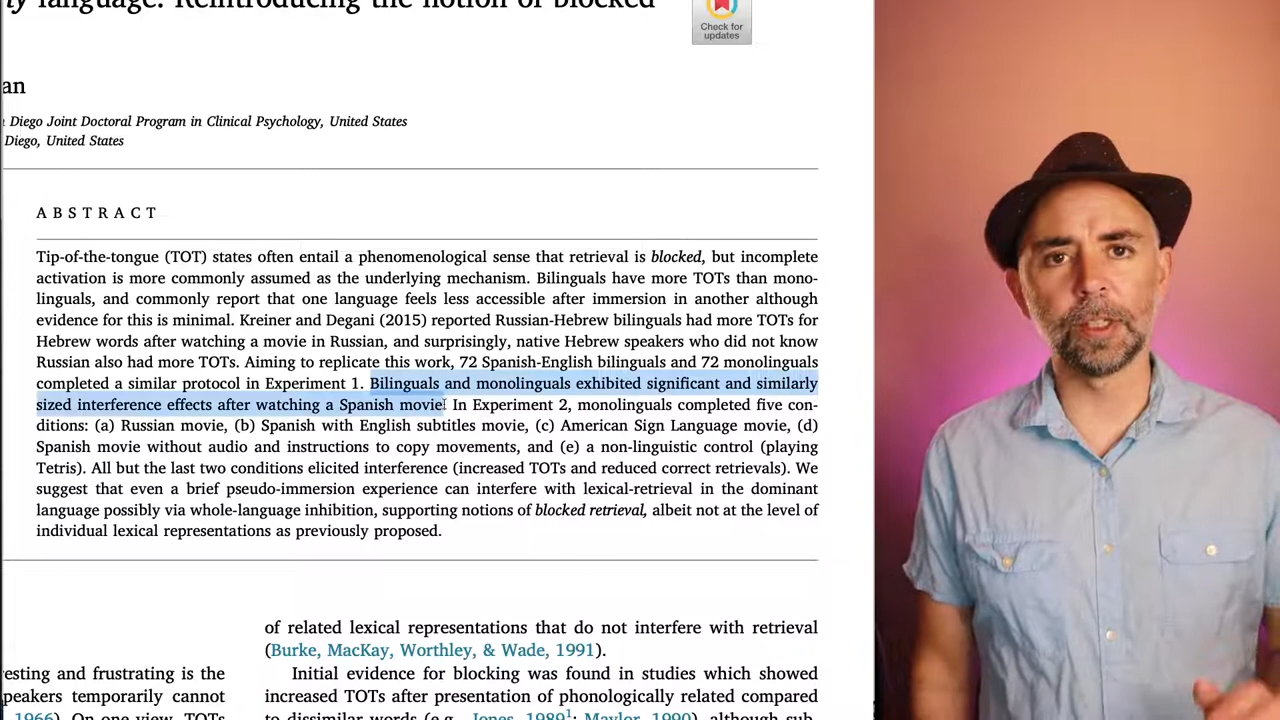 language: Reintroducing the notion of blocked
Check for
updates
an
Diego Joint Doctoral Program in Clinical Psychology, United States
Diego, United States
ABSTRACT
Tip-of-the-tongue (TOT) states often entail a phenomenological sense that retrieval is blocked, but incomplete
activation is more commonly assumed as the underlying mechanism. Bilinguals have more TOTs than mono-
linguals, and commonly report that one language feels less accessible after immersion in another although
evidence for this is minimal. Kreiner and Degani (2015) reported Russian-Hebrew bilinguals had more TOTs for
Hebrew words after watching a movie in Russian, and surprisingly, native Hebrew speakers who did not know
Russian also had more TOTs. Aiming to replicate this work, 72 Spanish-English bilinguals and 72 monolinguals
completed a similar protocol in Experiment 1. Bilinguals and monolinguals exhibited significant and similarly
sized interference effects after watching a Spanish movie. In Experiment 2, monolinguals completed five con-
ditions: (a) Russian movie, (b) Spanish with English subtitles movie, (c) American Sign Language movie, (d)
Spanish movie without audio and instructions to copy movements, and (e) a non-linguistic control (playing
Tetris). All but the last two conditions elicited interference (increased TOTs and reduced correct retrievals). We
suggest that even a brief pseudo-immersion experience can interfere with lexical-retrieval in the dominant
language possibly via whole-language inhibition, supporting notions of blocked retrieval, albeit not at the level of
individual lexical representations as previously proposed.
esting and frustrating is the
peakers temporarily cannot
1966). On one view, TOTs
of related lexical representations that do not interfere with retrieval
(Burke, MacKay, Worthley, & Wade, 1991).
Initial evidence for blocking was found in studies which showed
increased TOTs after presentation of phonologically related compared
to dissimilar words (e.g., Jones, 1989¹; Maylor, 1990), although sub-